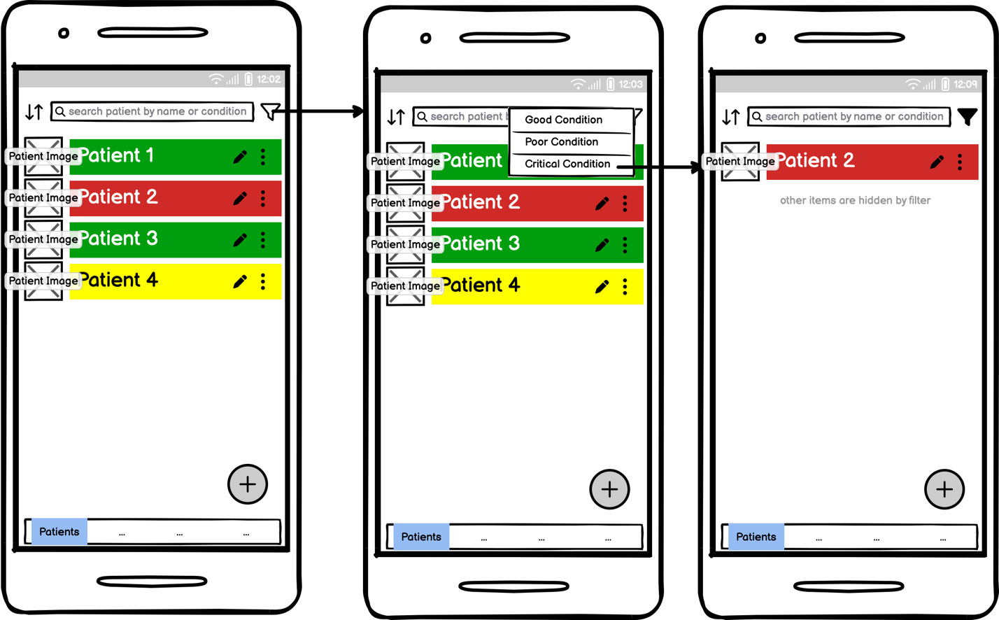 12:02
search patient by name or condition
Patient Image Patient 1
Patient Image Patient 2
Patient Image Patient 3
Patient Image Patient 4
Patients ... ... ...
12:03
search patient
Good Condition
Poor Condition
Critical Condition
Patient Image Patient
Patient Image Patient 2
Patient Image Patient 3
Patient Image Patient 4
Patients ... ... ...
12:09
search patient by name or condition
Patient Image Patient 2
other items are hidden by filter
Patients ... ... ...